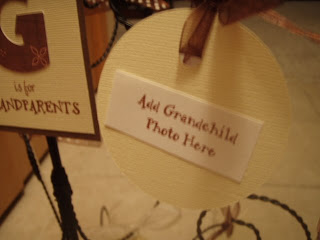 G
is for
ANDPARENTS
Add Grandchild
Photo Here